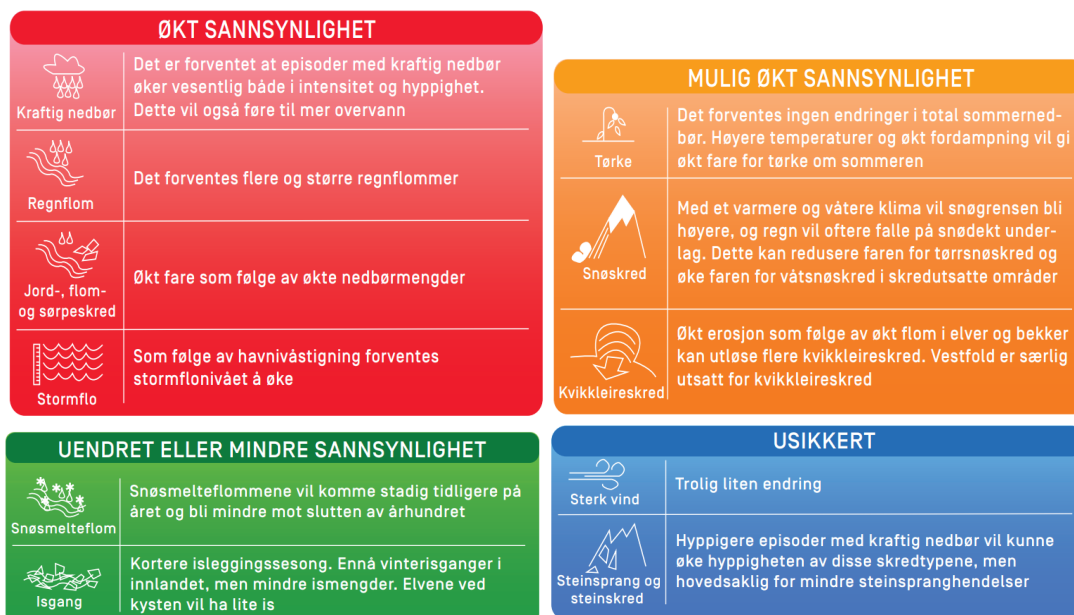 ØKT SANNSYNLIGHET
Kraftig nedbør
Det er forventet at episoder med kraftig nedbør
øker vesentlig både i intensitet og hyppighet.
Dette vil også føre til mer overvann
Regnflom
Det forventes flere og større regnflommer
Jord-, flom-
og sørpeskred
Økt fare som følge av økte nedbørmengder
Stormflo
Som følge av havnivåstigning forventes
stormflonivået å øke
MULIG ØKT SANNSYNLIGHET
Tørke
Det forventes ingen endringer i total sommerned-
bør. Høyere temperaturer og økt fordampning vil gi
økt fare for tørke om sommeren
Snøskred
Med et varmere og våtere klima vil snøgrensen bli
høyere, og regn vil oftere falle på snødekt under-
lag. Dette kan redusere faren for tørrsnøskred og
øke faren for våtsnøskred i skredutsatte områder
Kvikkleireskred
Økt erosjon som følge av økt flom i elver og bekker
kan utløse flere kvikkleireskred. Vestfold er særlig
utsatt for kvikkleireskred
UENDRET ELLER MINDRE SANNSYNLIGHET
Snøsmelteflom
Snøsmelteflommene vil komme stadig tidligere på
året og bli mindre mot slutten av århundret
Isgang
Kortere isleggingssesong. Ennå vinterisganger i
innlandet, men mindre ismengder. Elvene ved
kysten vil ha lite is
USIKKERT
Sterk vind
Trolig liten endring
Steinsprang og
steinskred
Hyppigere episoder med kraftig nedbør vil kunne
øke hyppigheten av disse skredtypene, men
hovedsaklig for mindre steinspranghendelser